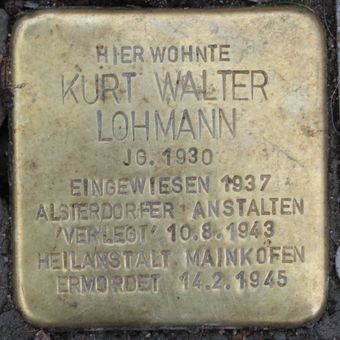 HIER WOHNTE
KURT WALTER
LOHMANN
JG. 1930
EINGEWIESEN 1937
ALSTERDORFER ANSTALTEN
'VERLEGT' 10.8.1943
HEILANSTALT MAINKOFEN
ERMORDET 14.2.1945